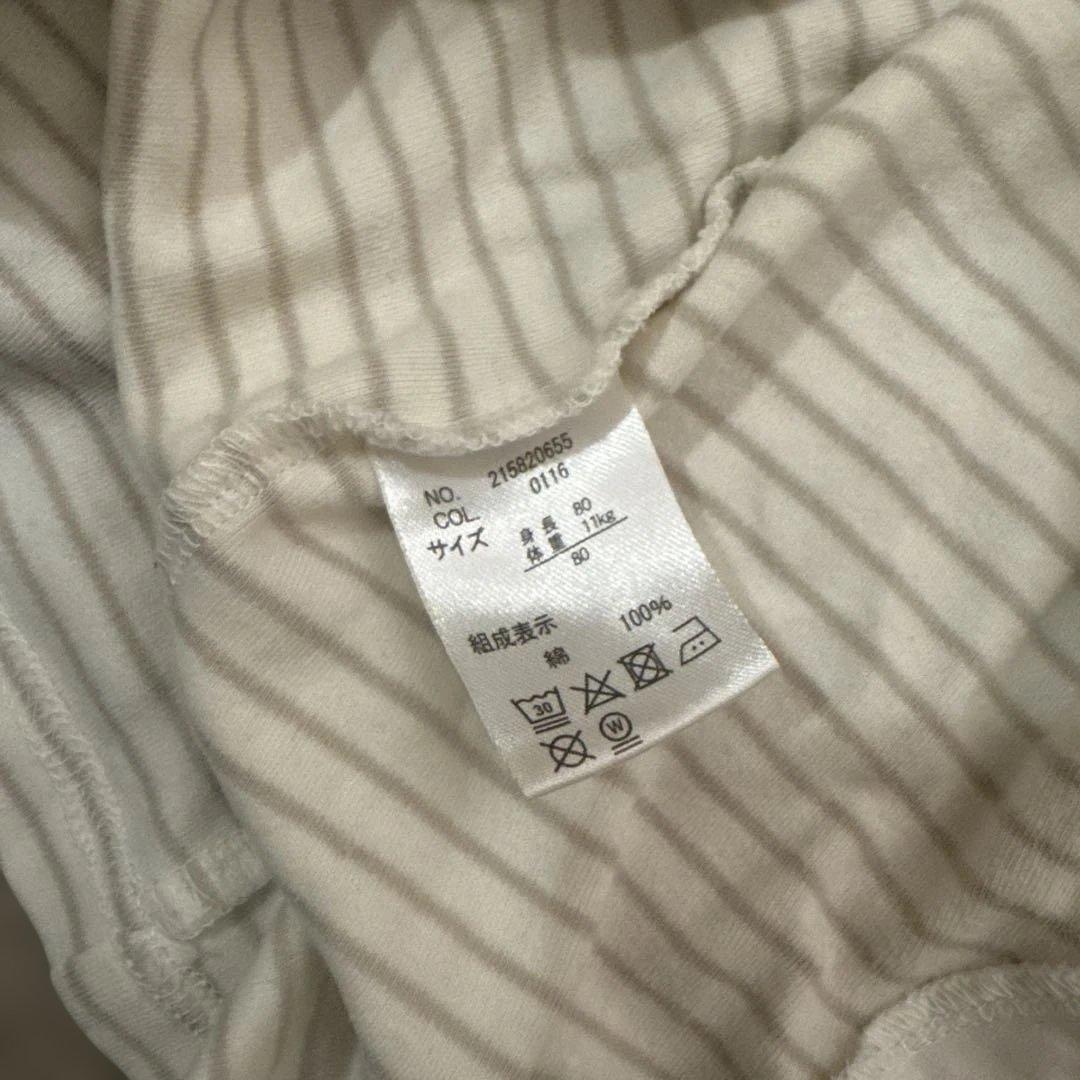 NO. 215820655
COL. 0116
サイズ 身長 80
体重 11kg
80
組成表示
綿 100%
30
W